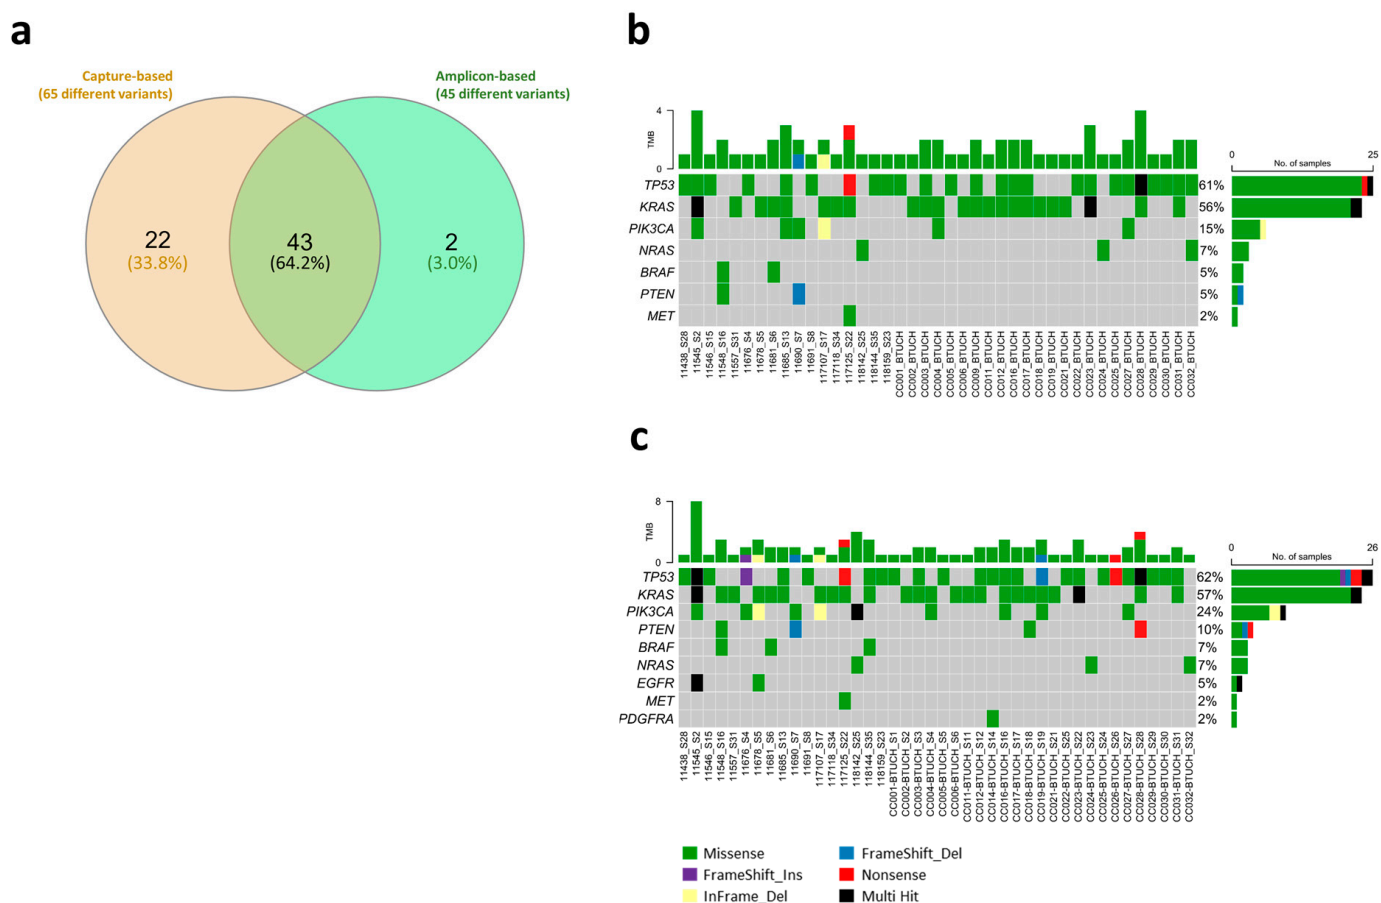 a
Capture-based
(65 different variants)
Amplicon-based
(45 different variants)
22
(33.8%)
43
(64.2%)
2
(3.0%)
b
4
TMB
0
0
25
No. of samples
TP53
61%
KRAS
56%
PIK3CA
15%
NRAS
7%
BRAF
5%
PTEN
5%
MET
2%
11438_S28
11545_S2
11546_S15
11548_S16
11557_S31
11676_S4
11678_S5
11681_S6
11685_S13
11690_S7
11691_S8
117107_S17
117118_S34
117125_S22
118142_S25
118144_S35
118159_S23
CC001_BTUCH
CC002_BTUCH
CC003_BTUCH
CC004_BTUCH
CC005_BTUCH
CC006_BTUCH
CC009_BTUCH
CC011_BTUCH
CC012_BTUCH
CC016_BTUCH
CC017_BTUCH
CC018_BTUCH
CC019_BTUCH
CC021_BTUCH
CC022_BTUCH
CC023_BTUCH
CC024_BTUCH
CC025_BTUCH
CC027_BTUCH
CC028_BTUCH
CC029_BTUCH
CC030_BTUCH
CC031_BTUCH
CC032_BTUCH
c
8
TMB
0
0
26
No. of samples
TP53
62%
KRAS
57%
PIK3CA
24%
PTEN
10%
BRAF
7%
NRAS
7%
EGFR
5%
MET
2%
PDGFRA
2%
11438_S28
11545_S2
11546_S15
11548_S16
11557_S31
11676_S4
11678_S5
11681_S6
11685_S13
11690_S7
11691_S8
117107_S17
117118_S34
117125_S22
118142_S25
118144_S35
118159_S23
CC001-BTUCH_S1
CC002-BTUCH_S2
CC003-BTUCH_S3
CC004-BTUCH_S4
CC005-BTUCH_S5
CC006-BTUCH_S6
CC011-BTUCH_S11
CC012-BTUCH_S12
CC014-BTUCH_S14
CC016-BTUCH_S16
CC017-BTUCH_S17
CC018-BTUCH_S18
CC019-BTUCH_S19
CC021-BTUCH_S21
CC022-BTUCH_S25
CC023-BTUCH_S22
CC024-BTUCH_S23
CC025-BTUCH_S24
CC026-BTUCH_S26
CC027-BTUCH_S27
CC028-BTUCH_S28
CC029-BTUCH_S29
CC030-BTUCH_S30
CC031-BTUCH_S31
CC032-BTUCH_S32
Missense
FrameShift_Del
FrameShift_Ins
Nonsense
InFrame_Del
Multi Hit